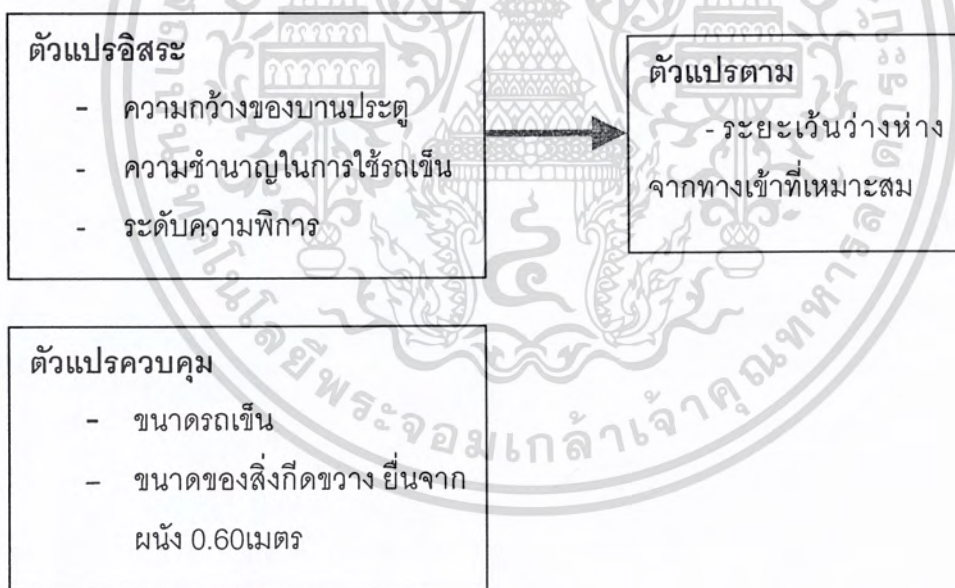 ตัวแปรอิสระ
- ความกว้างของบานประตู
- ความชำนาญในการใช้รถเข็น
- ระดับความพิการ
ตัวแปรตาม
- ระยะเว้นว่างห่าง
จากทางเข้าที่เหมาะสม
ตัวแปรควบคุม
- ขนาดรถเข็น
- ขนาดของสิ่งกีดขวาง ยื่นจาก
ผนัง 0.60เมตร